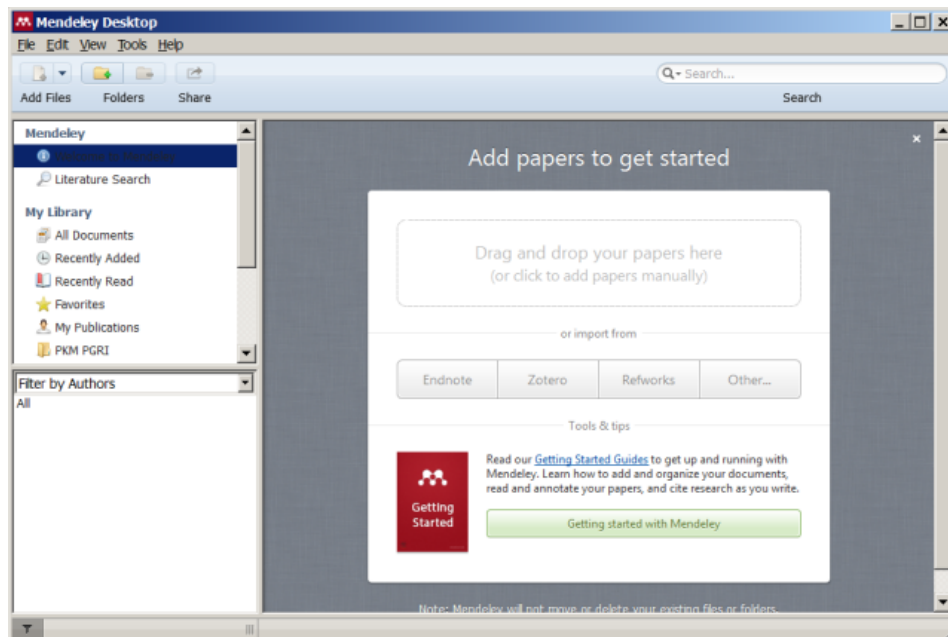 Mendeley Desktop
File Edit View Tools Help
Add Files Folders Share
Search...
Search
Mendeley
Literature Search
My Library
All Documents
Recently Added
Recently Read
Favorites
My Publications
PKM PGRI
Filter by Authors
All
Add papers to get started
Drag and drop your papers here
(or click to add papers manually)
or import from
Endnote Zotero Refworks Other...
Tools & tips
Getting
Started
Read our Getting Started Guides to get up and running with
Mendeley. Learn how to add and organize your documents,
read and annotate your papers, and cite research as you write.
Getting started with Mendeley
Note: Mendeley will not move or delete your existing files or folders.